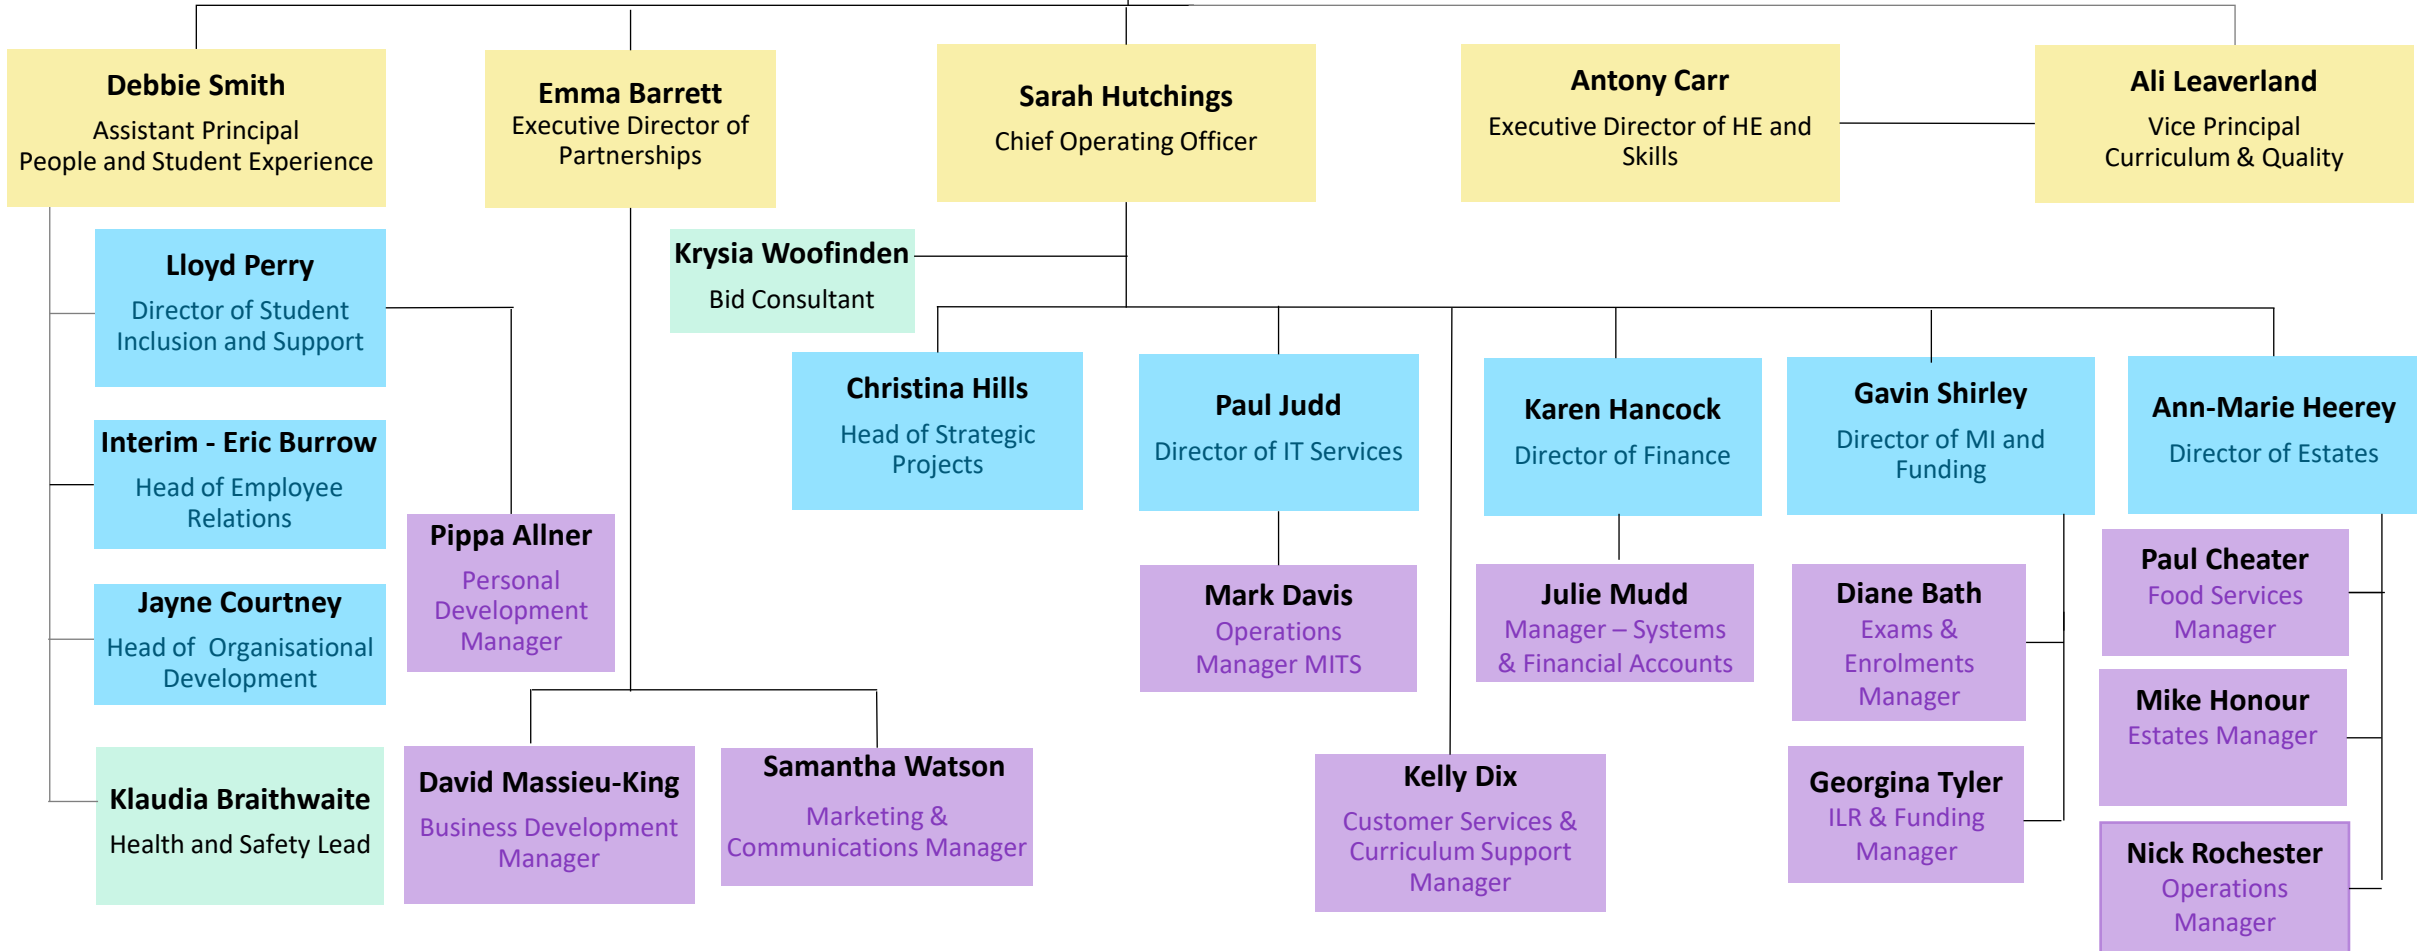 Debbie Smith
Assistant Principal
People and Student Experience
Emma Barrett
Executive Director of
Partnerships
Sarah Hutchings
Chief Operating Officer
Antony Carr
Executive Director of HE and
Skills
Ali Leaverland
Vice Principal
Curriculum & Quality
Lloyd Perry
Director of Student
Inclusion and Support
Interim - Eric Burrow
Head of Employee
Relations
Jayne Courtney
Head of Organisational
Development
Klaudia Braithwaite
Health and Safety Lead
Pippa Allner
Personal
Development
Manager
David Massieu-King
Business Development
Manager
Samantha Watson
Marketing &
Communications Manager
Krysia Woofinden
Bid Consultant
Christina Hills
Head of Strategic
Projects
Paul Judd
Director of IT Services
Mark Davis
Operations
Manager MITS
Kelly Dix
Customer Services &
Curriculum Support
Manager
Karen Hancock
Director of Finance
Julie Mudd
Manager – Systems
& Financial Accounts
Gavin Shirley
Director of MI and
Funding
Diane Bath
Exams &
Enrolments
Manager
Georgina Tyler
ILR & Funding
Manager
Ann-Marie Heerey
Director of Estates
Paul Cheater
Food Services
Manager
Mike Honour
Estates Manager
Nick Rochester
Operations
Manager